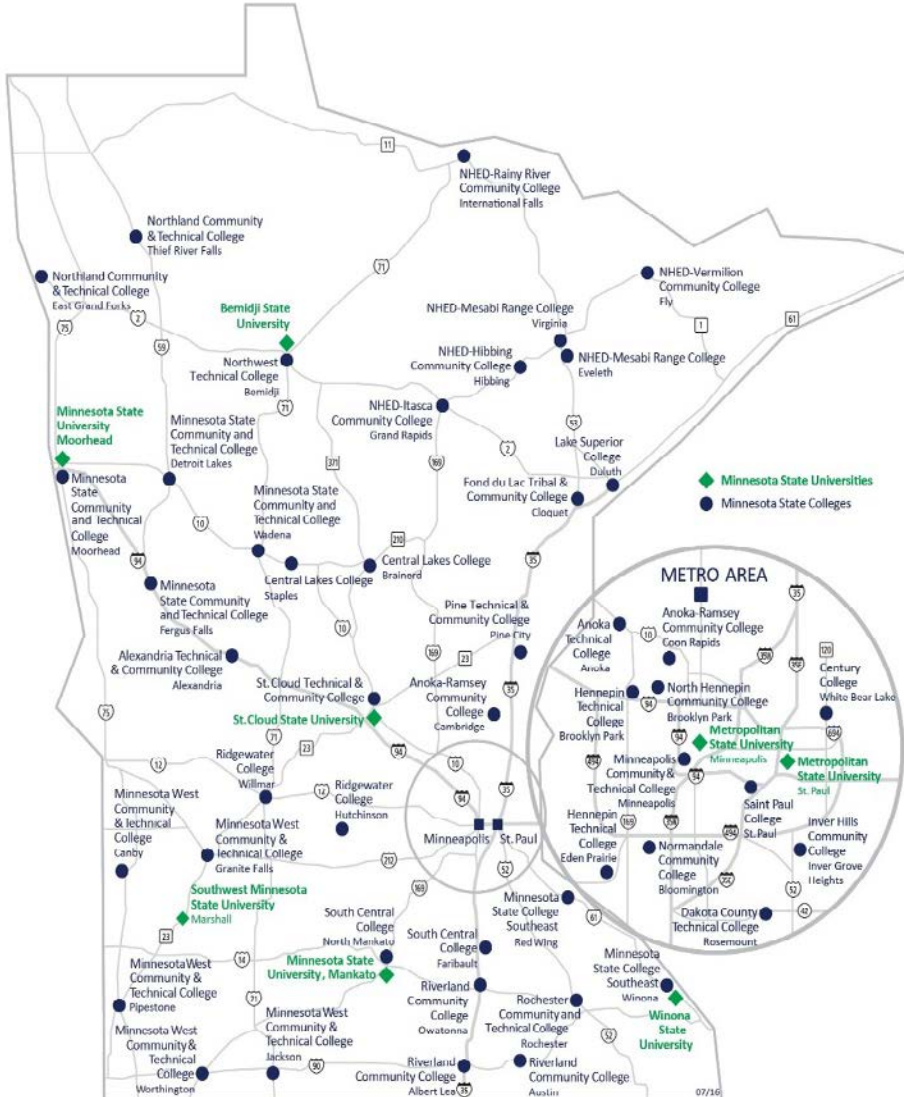 11
NHED-Rainy River
Community College
International Falls
Northland Community
& Technical College
Thief River Falls
71
Northland Community
& Technical College
East Grand Forks
NHED-Vermilion
Community College
Fly
75
2
59
Bemidji State
University
NHED-Mesabi Range College
Virginia
1
61
Northwest
Technical College
Bemidji
NHED-Hibbing
Community College
Hibbing
NHED-Mesabi Range College
Eveleth
71
NHED-Itasca
Community College
Grand Rapids
53
Minnesota State
University
Moorhead
Minnesota State
Community and
Technical College
Detroit Lakes
371
169
2
Lake Superior
College
Duluth
Minnesota
State
Community
and Technical
College
Moorhead
Minnesota State
Community and
Technical College
Wadena
Fond du Lac Tribal &
Community College
Cloquet
Minnesota State Universities
Minnesota State Colleges
10
210
94
Central Lakes College
Staples
Central Lakes College
Brainerd
35
Minnesota
State Community
and Technical College
Fergus Falls
10
Pine Technical &
Community College
Pine City
169
23
Alexandria Technical
& Community College
Alexandria
St.Cloud Technical &
Community College
Anoka-Ramsey
Community
College
Cambridge
35
St.Cloud State University
75
71
23
94
10
12
Ridgewater
College
Willmar
12
Ridgewater
College
Hutchinson
94
35
Minneapolis
St.Paul
Minnesota West
Community
& Technical
College
Canby
Minnesota West
Community &
Technical College
Granite Falls
212
52
169
Southwest Minnesota
State University
Marshall
23
South Central
College
North Mankato
South Central
College
Faribault
Minnesota
State College
Southeast
Red Wing
61
14
Minnesota State
University, Mankato
Minnesota West
Community &
Technical College
Pipestone
71
Riverland
Community
College
Owatonna
Rochester
Community and
Technical College
Rochester
Minnesota
State College
Southeast
Winona
Winona
State
University
52
Minnesota West
Community &
Technical
College
Worthington
Minnesota West
Community &
Technical College
Jackson
90
Riverland
Community College
Albert Lea
35
Riverland
Community College
Austin
07/16
METRO AREA
35
Anoka
Technical
College
Anoka
10
Anoka-Ramsey
Community College
Coon Rapids
35W
35E
120
Century
College
White Bear Lake
Hennepin
Technical
College
Brooklyn Park
94
North Hennepin
Community College
Brooklyn Park
694
94
Metropolitan
State University
Minneapolis
494
Minneapolis
Community &
Technical College
Minneapolis
94
Metropolitan
State University
St. Paul
Saint Paul
College
St. Paul
Hennepin
Technical
College
Eden Prairie
169
494
Inver Hills
Community
College
Inver Grove
Heights
Normandale
Community
College
Bloomington
52
42
Dakota County
Technical College
Rosemount